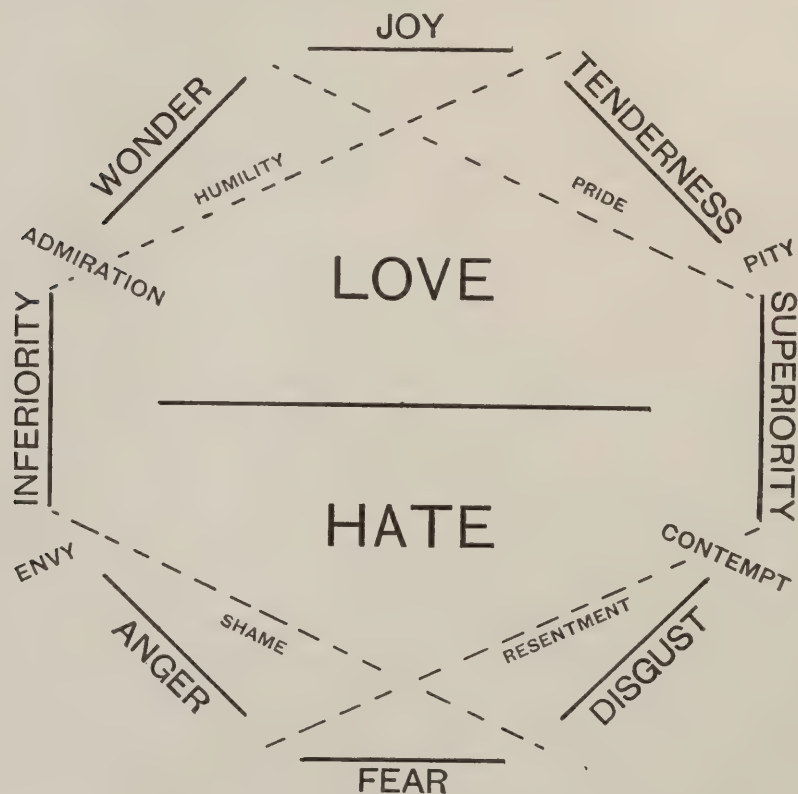 JOY
WONDER
TENDERNESS
HUMILITY
PRIDE
ADMIRATION
PITY
LOVE
INFERIORITY
SUPERIORITY
HATE
ENVY
CONTEMPT
SHAME
RESENTMENT
ANGER
DISGUST
FEAR